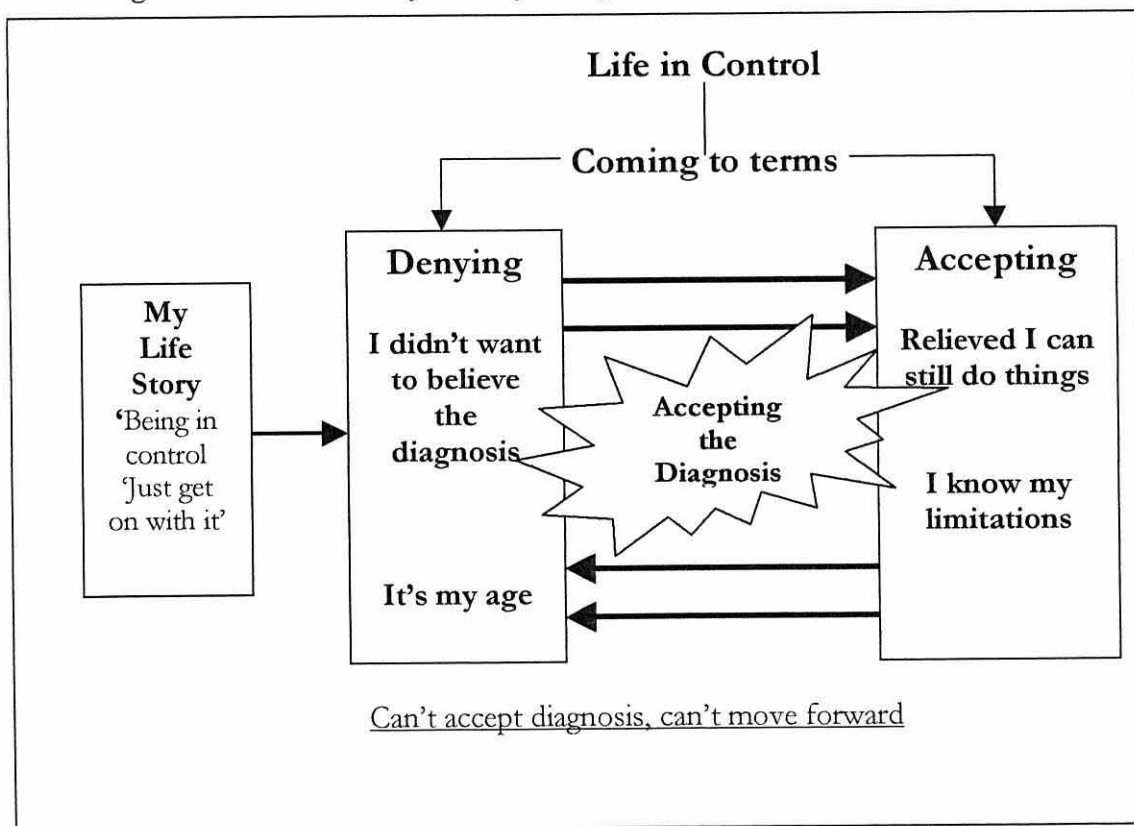 Life in Control
Coming to terms
My
Life
Story
‘Being in
control
‘Just get
on with it’
Denying
I didn’t want
to believe
the
diagnosis
It’s my age
Accepting
the
Diagnosis
Accepting
Relieved I can
still do things
I know my
limitations
Can’t accept diagnosis, can’t move forward